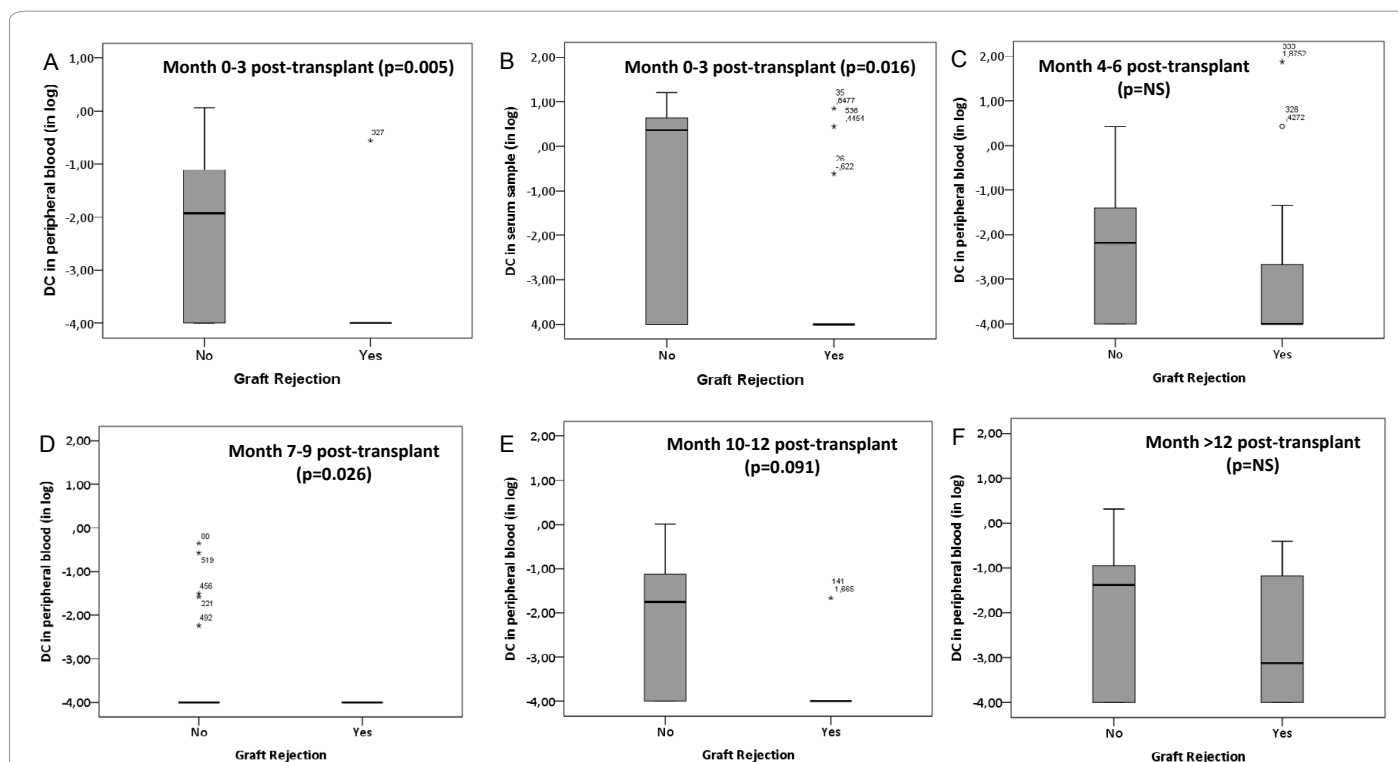 A
Month 0-3 post-transplant (p=0.005)
DC in peripheral blood (in log)
1,00
,00
-1,00
-2,00
-3,00
-4,00
327
No
Yes
Graft Rejection
B
Month 0-3 post-transplant (p=0.016)
DC in serum sample (in log)
2,00
1,00
,00
-1,00
-2,00
-3,00
4,00
35
,8477
536
,4454
26
-,622
No
Yes
Graft Rejection
C
Month 4-6 post-transplant
(p=NS)
DC in peripheral blood (in log)
2,00
1,00
,00
-1,00
-2,00
-3,00
-4,00
333
1,8752
328
,4272
No
Yes
Graft Rejection
D
Month 7-9 post-transplant
(p=0.026)
DC in peripheral blood (in log)
2,00
1,00
,00
-1,00
-2,00
-3,00
-4,00
00
519
456
221
492
No
Yes
Graft Rejection
E
Month 10-12 post-transplant
(p=0.091)
DC in peripheral blood (in log)
2,00
1,00
,00
-1,00
-2,00
-3,00
-4,00
141
1,665
No
Yes
Graft Rejection
F
Month >12 post-transplant
(p=NS)
DC in peripheral blood (in log)
2,00
1,00
,00
-1,00
-2,00
-3,00
-4,00
No
Yes
Graft Rejection